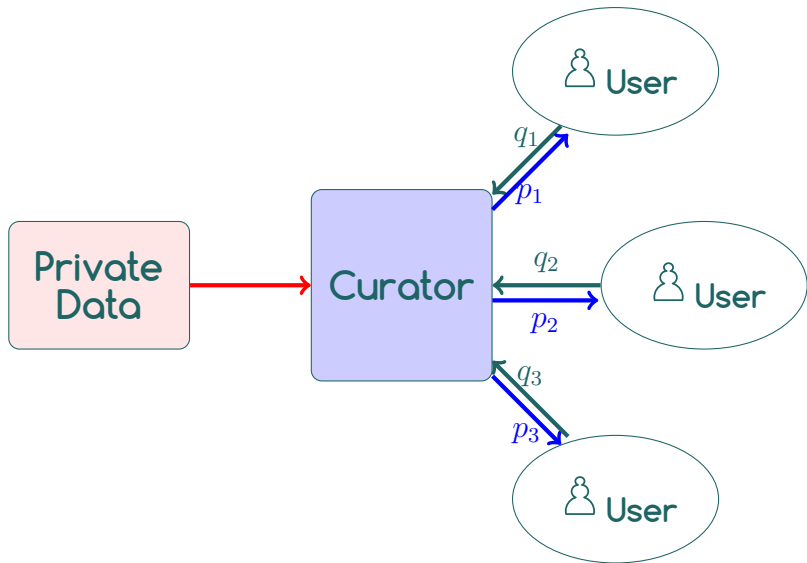 User
q₁
p₁
Private
Data
Curator
q₂
User
p₂
q₃
p₃
User